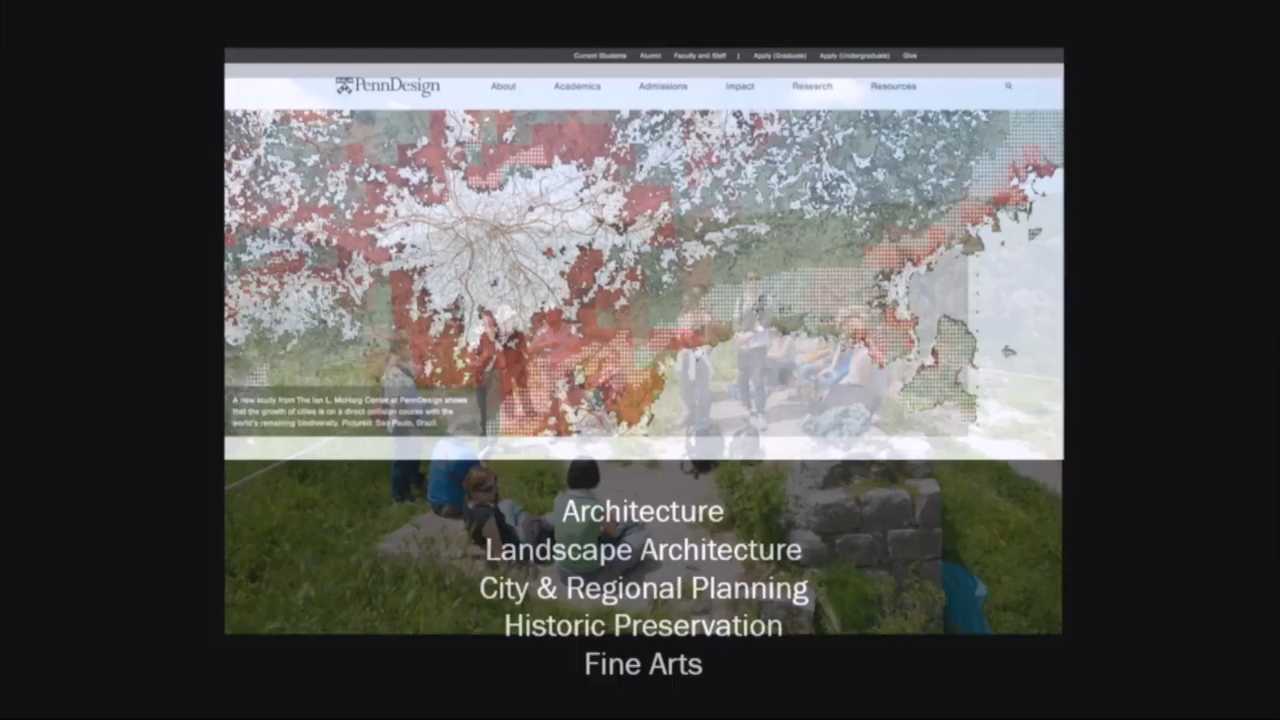 Current Students Alumni Faculty and Staff | Apply (Graduate) Apply (Undergraduate) Give
PennDesign About Academics Admissions Impact Research Resources
A new study from The Ian L. McHarg Center at PennDesign shows
that the growth of cities is on a direct collision course with the
world's remaining biodiversity. Pictured: Sao Paulo, Brazil.
Architecture
Landscape Architecture
City & Regional Planning
Historic Preservation
Fine Arts